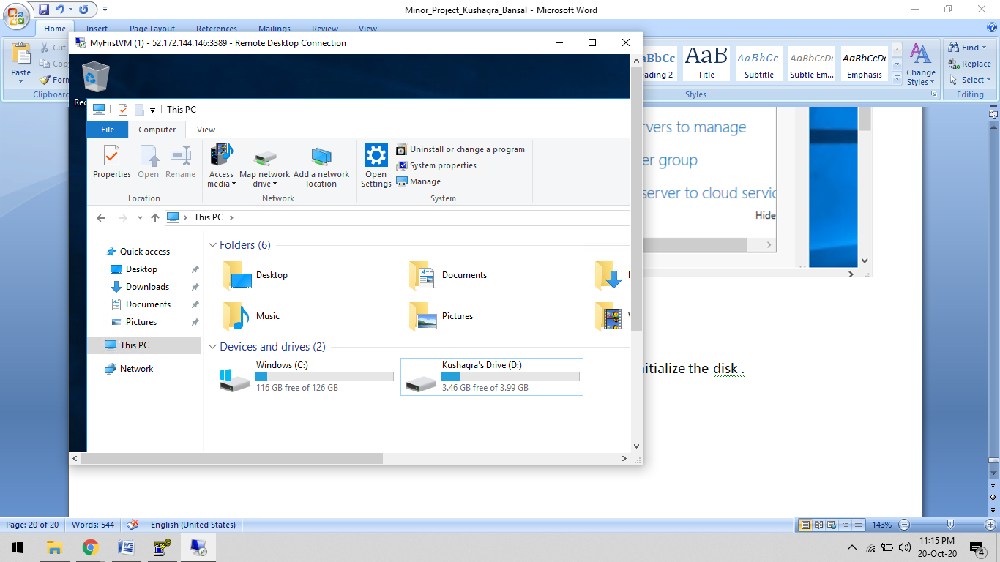 Minor_Project_Kushagra_Bansal - Microsoft Word
Home Insert Page Layout References Mailings Review View
Cut
Copy
Paste
Clipboard
AaB
AaBbCcL
AaBbCcDc
AaBbCcDc
Title Subtitle Subtle Em... Emphasis
Change
Styles
Styles
Find
Replace
Select
Editing
MyFirstVM (1) - 52.172.144.146:3389 - Remote Desktop Connection
This PC
File Computer View
Properties Open Rename
Location
Access
media
Map network
drive
Add a network
location
Network
Open
Settings
Uninstall or change a program
System properties
Manage
System
This PC
Quick access
Desktop
Downloads
Documents
Pictures
This PC
Network
Folders (6)
Desktop Documents
Music Pictures
Devices and drives (2)
Windows (C:)
116 GB free of 126 GB
Kushagra's Drive (D:)
3.46 GB free of 3.99 GB
rvers to manage
er group
server to cloud servic
Hide
nitialize the disk .
Page: 20 of 20 Words: 544 English (United States) 143%
11:15 PM
20-Oct-20
4